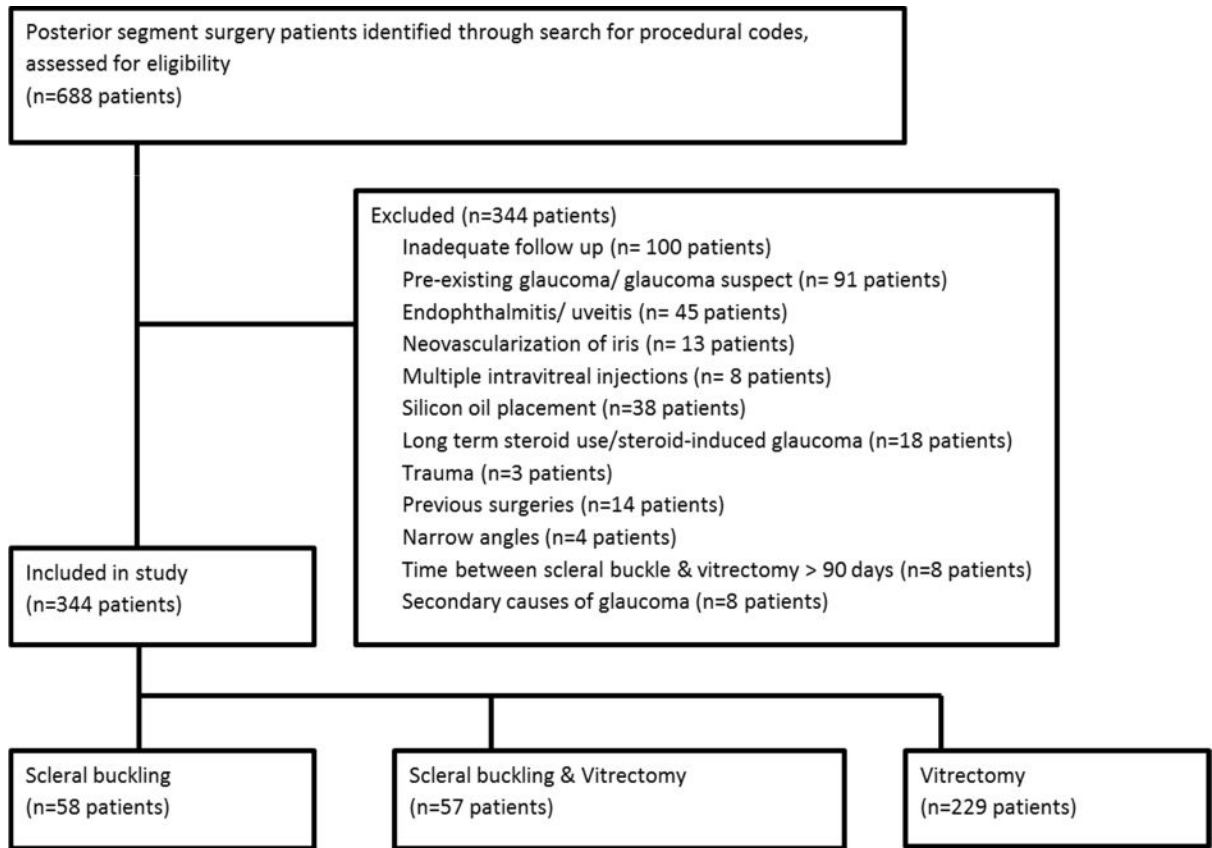 Posterior segment surgery patients identified through search for procedural codes,
assessed for eligibility
(n=688 patients)
Excluded (n=344 patients)
Inadequate follow up (n= 100 patients)
Pre-existing glaucoma/ glaucoma suspect (n= 91 patients)
Endophthalmitis/ uveitis (n= 45 patients)
Neovascularization of iris (n= 13 patients)
Multiple intravitreal injections (n= 8 patients)
Silicon oil placement (n=38 patients)
Long term steroid use/steroid-induced glaucoma (n=18 patients)
Trauma (n=3 patients)
Previous surgeries (n=14 patients)
Narrow angles (n=4 patients)
Time between scleral buckle & vitrectomy > 90 days (n=8 patients)
Secondary causes of glaucoma (n=8 patients)
Included in study
(n=344 patients)
Scleral buckling
(n=58 patients)
Scleral buckling & Vitrectomy
(n=57 patients)
Vitrectomy
(n=229 patients)